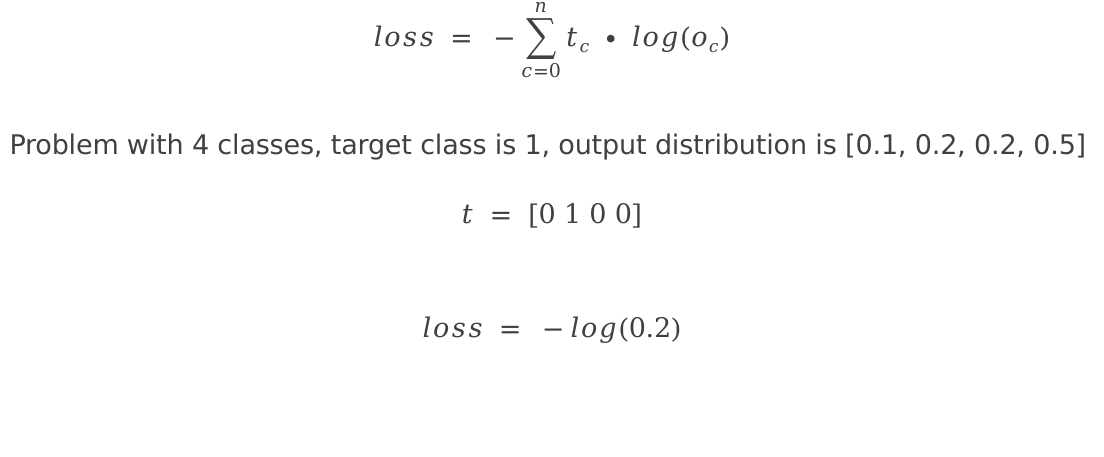 loss = − ∑_{c=0}^{n} t_c • log(o_c)
Problem with 4 classes, target class is 1, output distribution is [0.1, 0.2, 0.2, 0.5]
t = [0 1 0 0]
loss = −log(0.2)